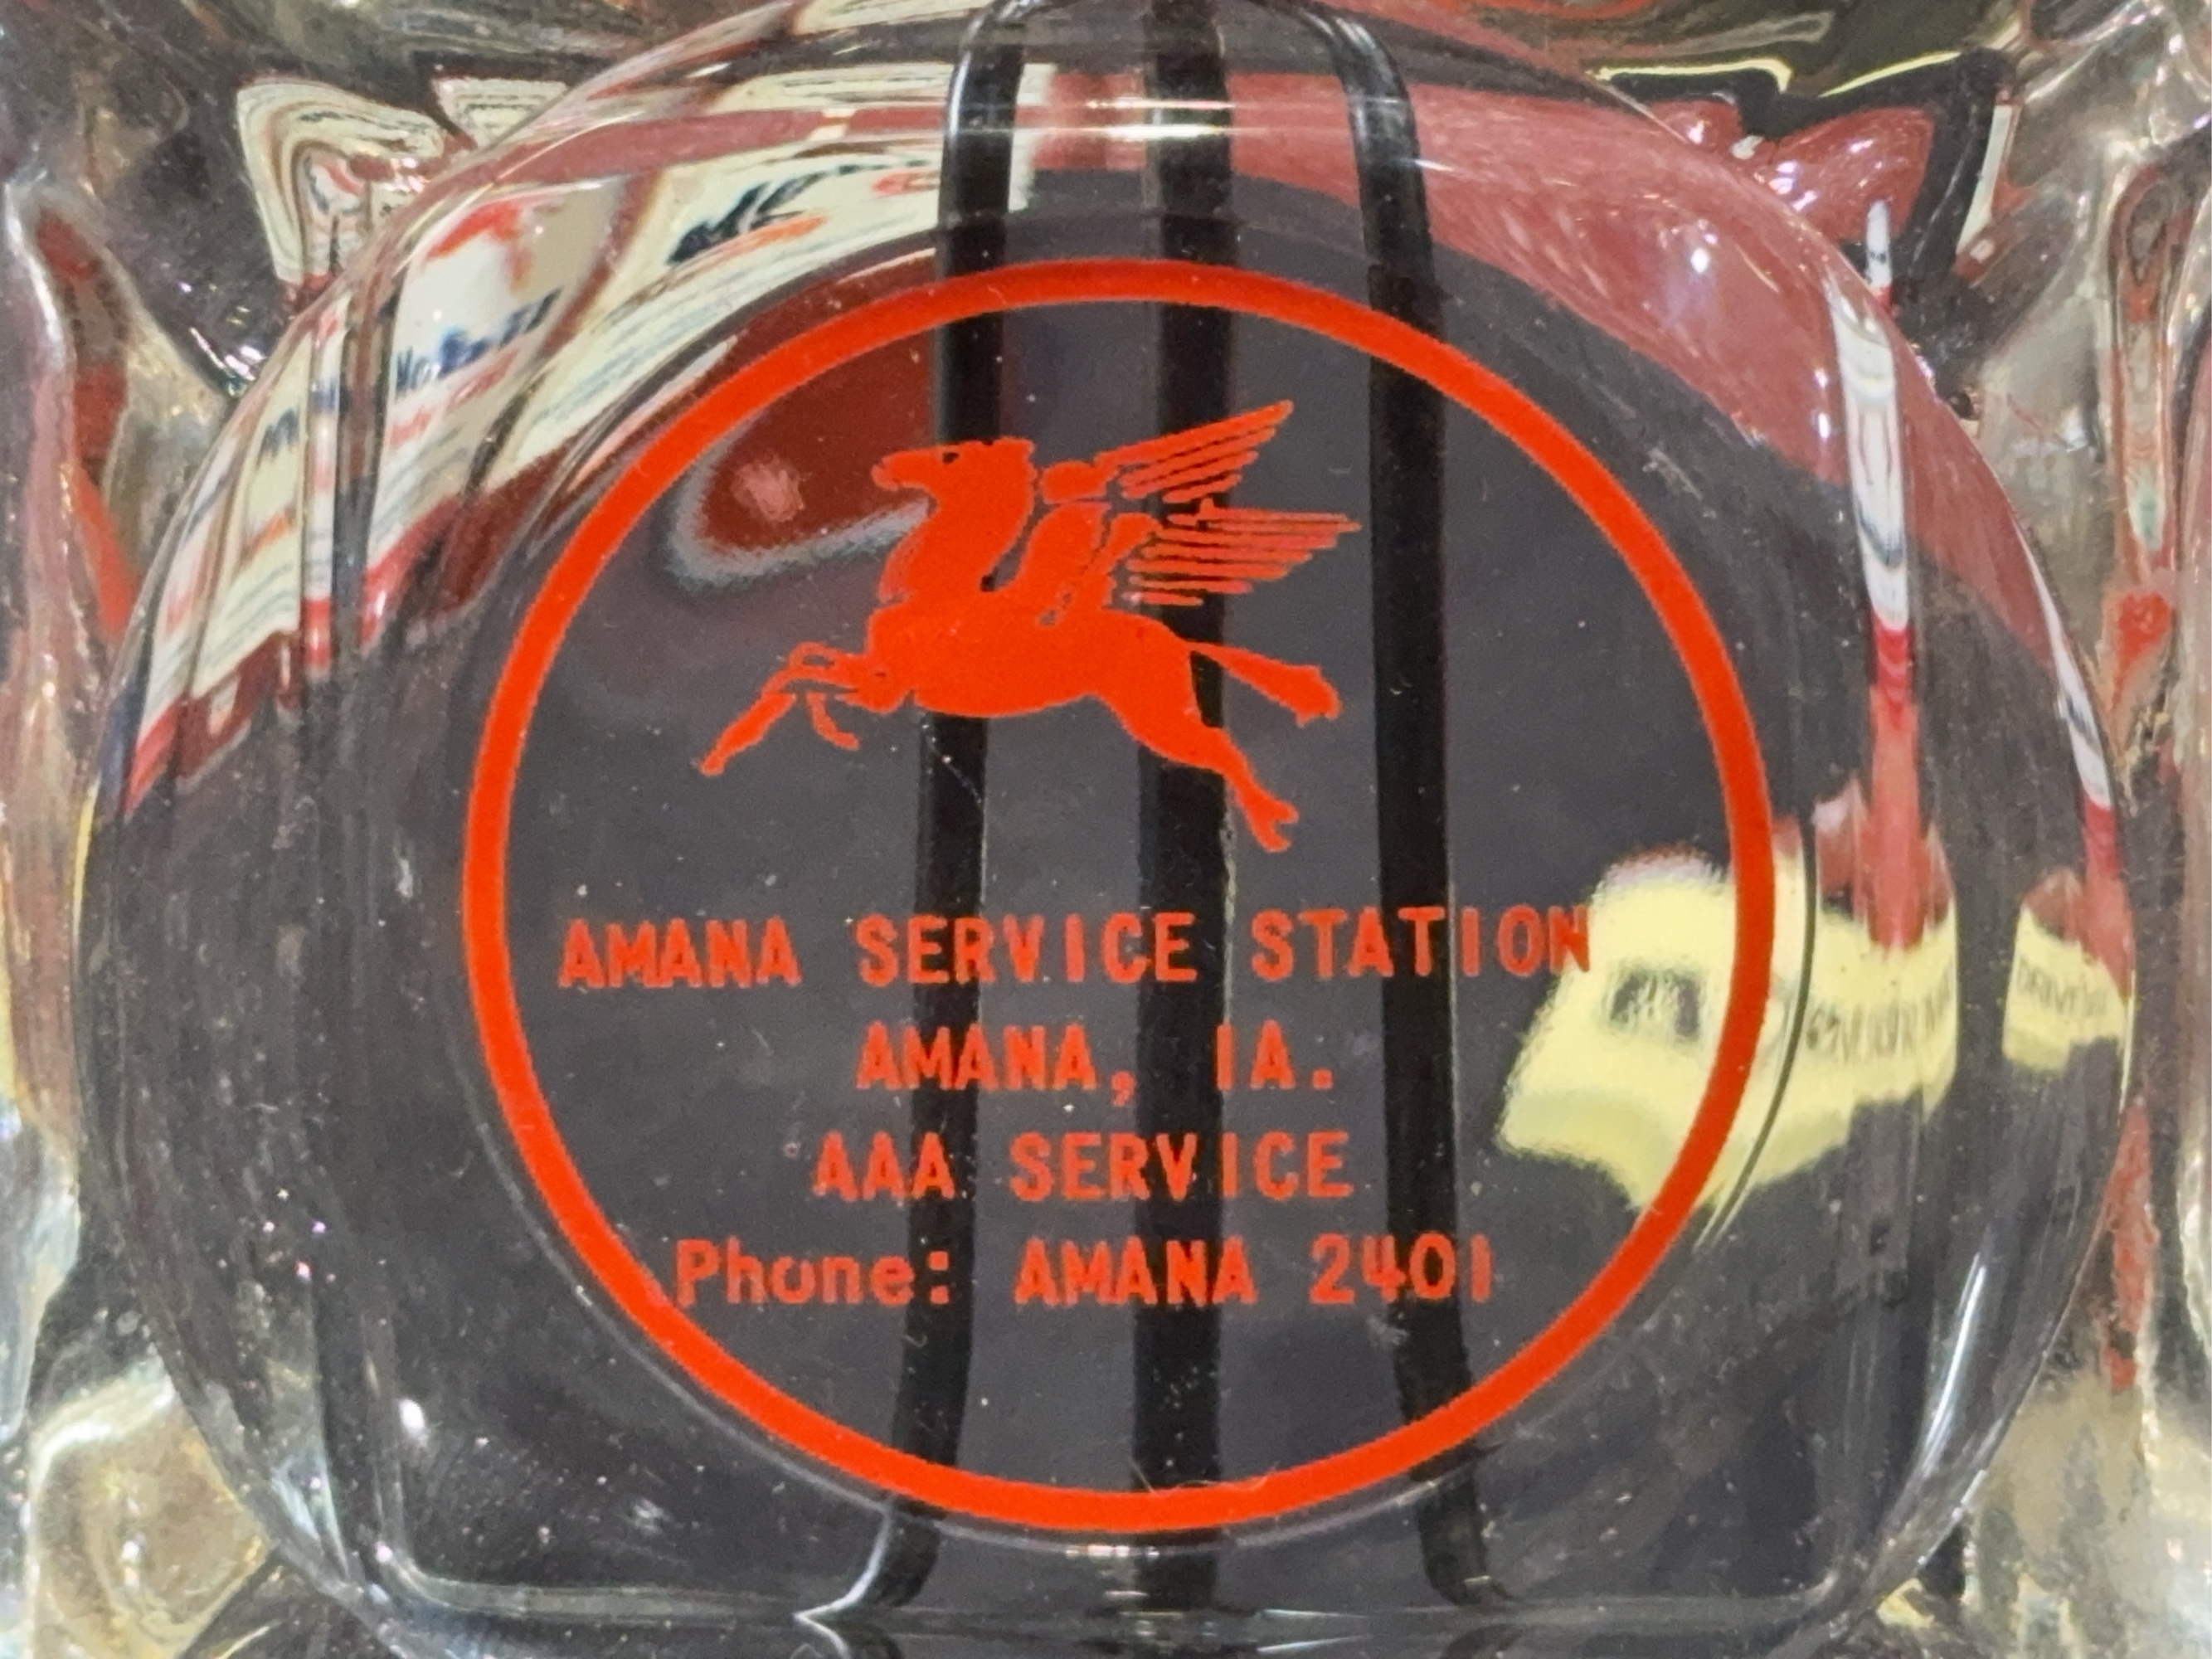 AMANA SERVICE STATION
AMANA, IA.
AAA SERVICE
Phone: AMANA 2401